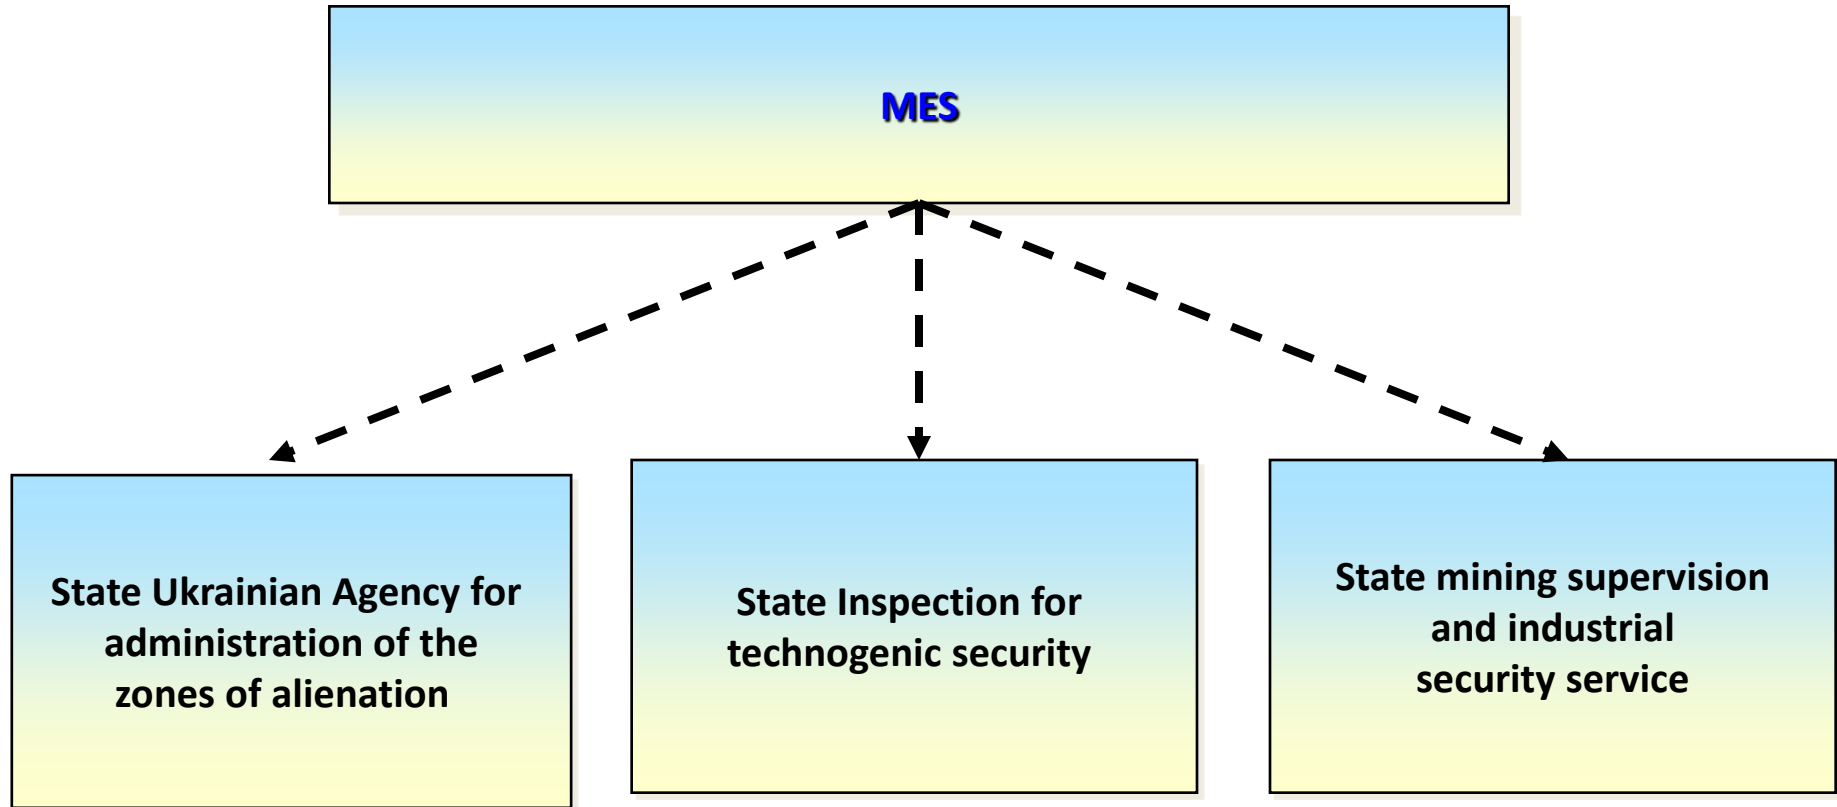 MES
State Ukrainian Agency for
administration of the
zones of alienation
State Inspection for
technogenic security
State mining supervision
and industrial
security service